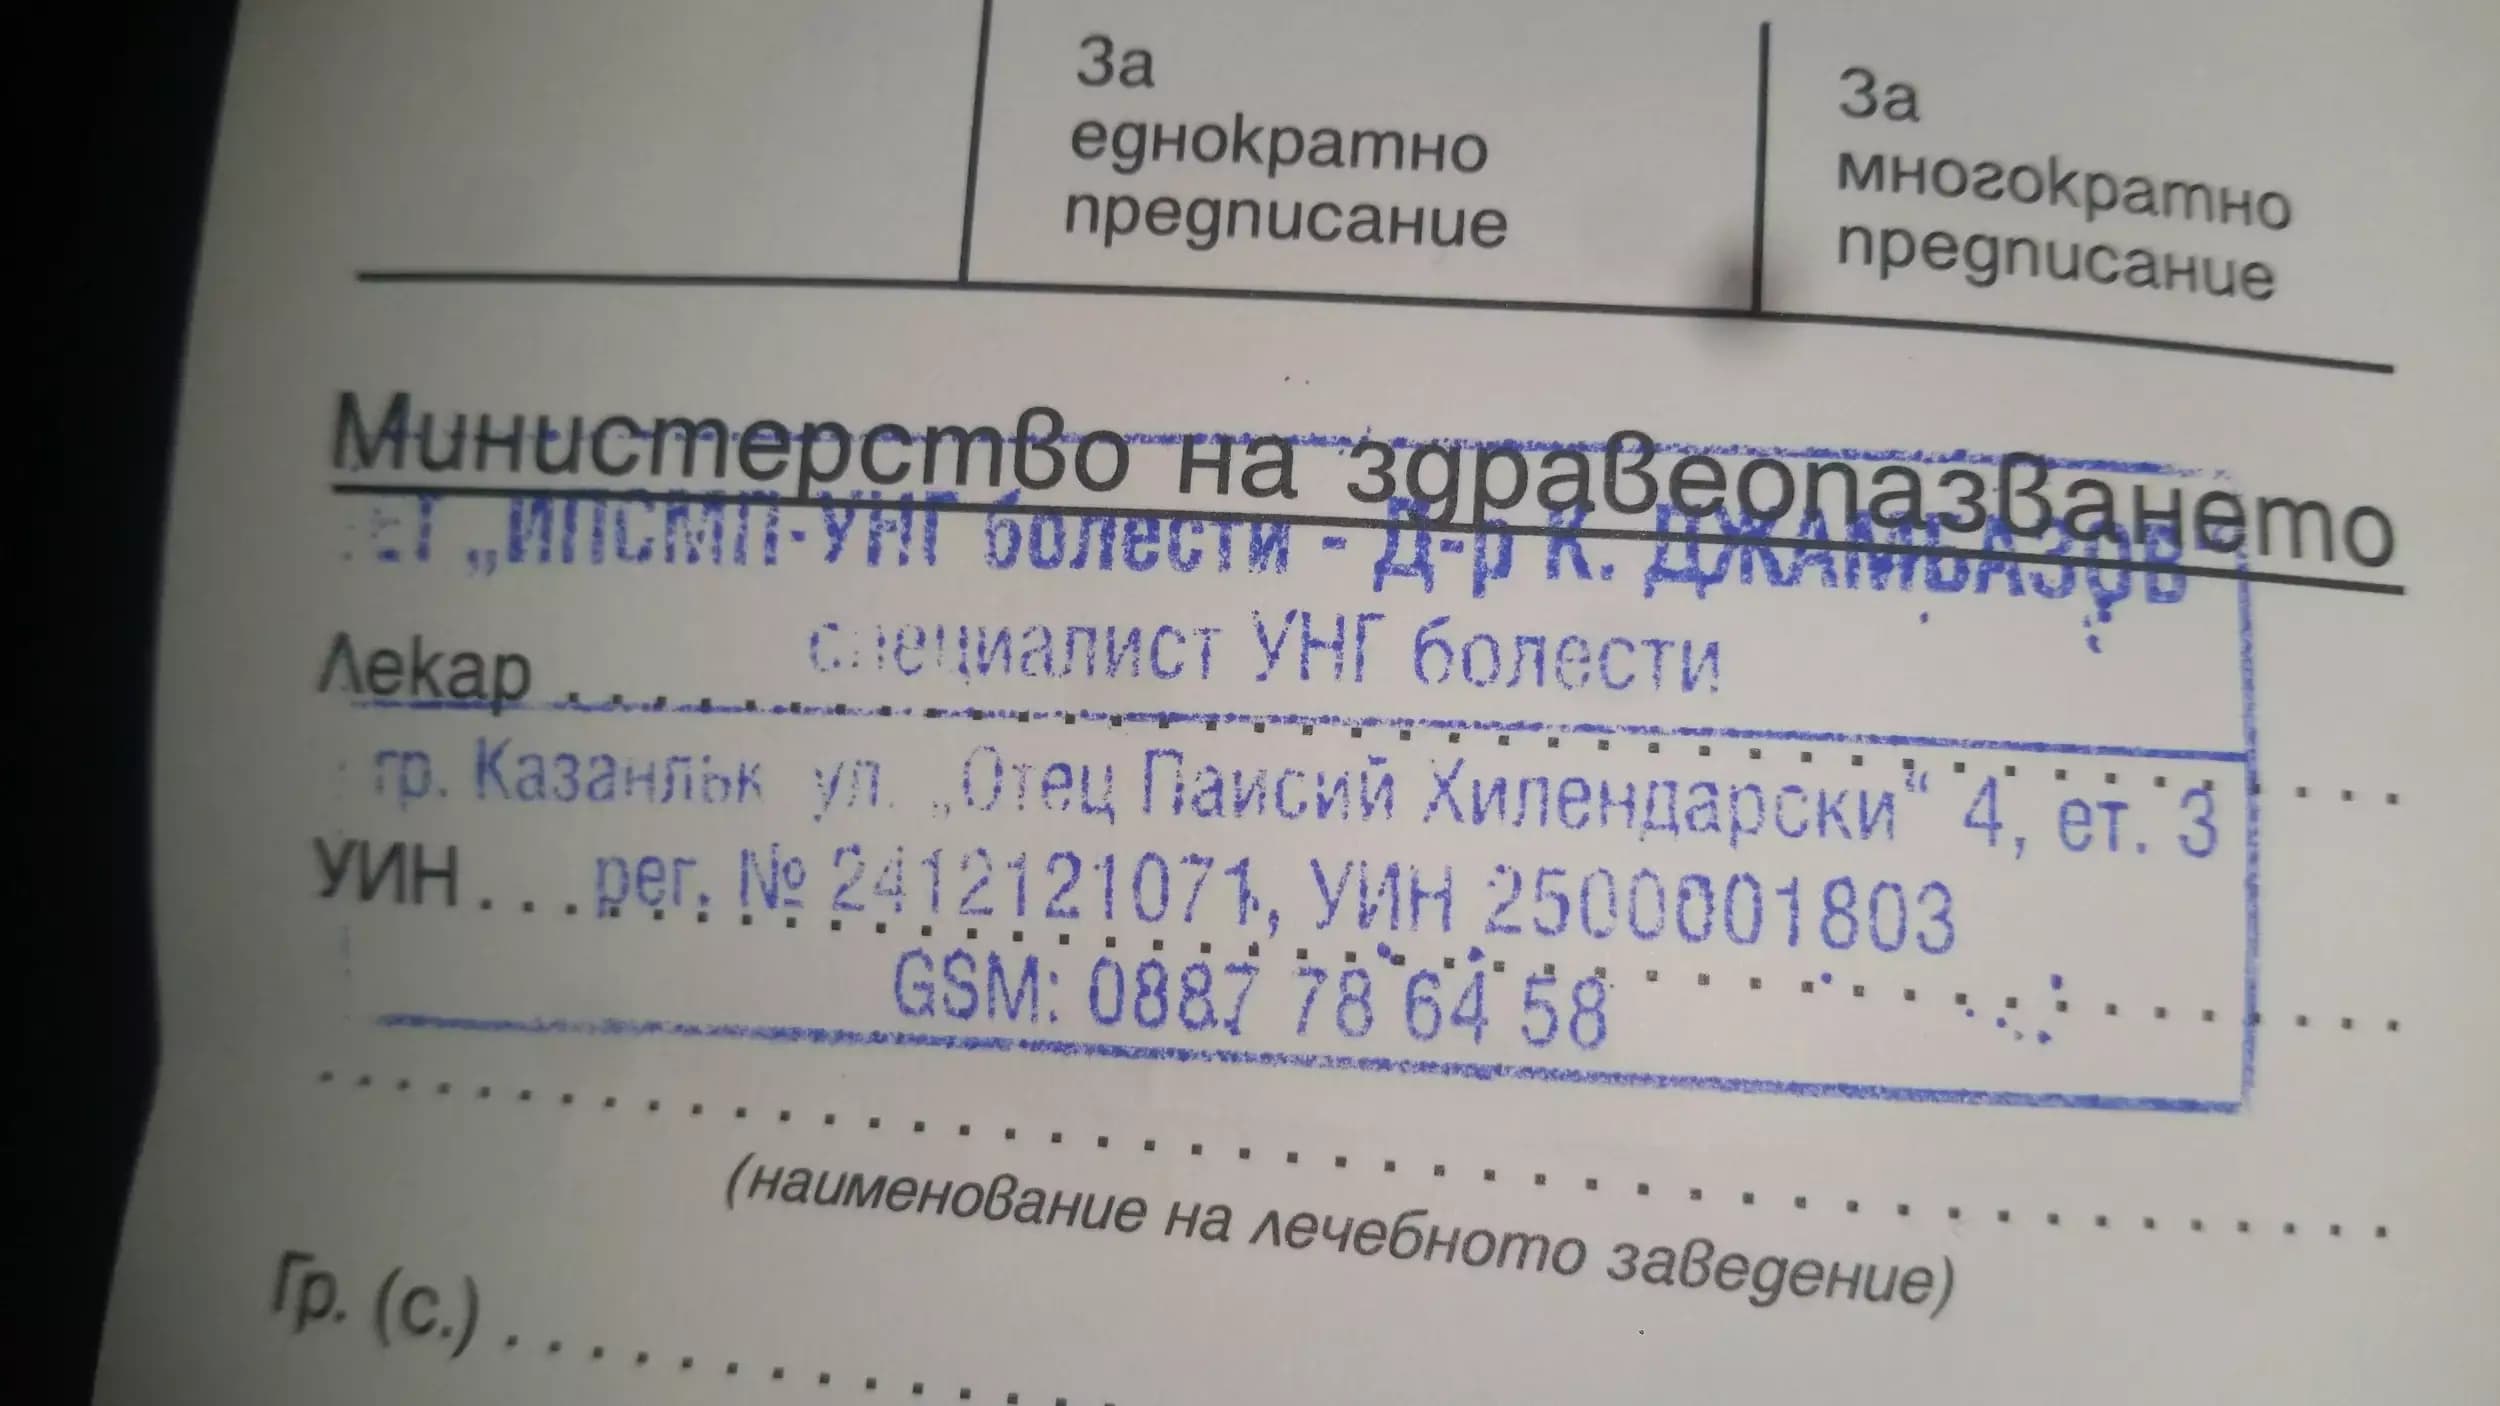 За
еднократно
предписание
За
многократно
предписание
Министерство на здравеопазването
ЕТ „ИПСМП-УНГ болести - Д-р К. ДЖАМБАЗОВ“
специалист УНГ болести
Лекар
гр. Казанлък ул. „Отец Паисий Хилендарски“ 4, ет. 3
УИН
рег. № 2412121071, УИН 2500001803
GSM: 0887 78 64 58
(наименование на лечебното заведение)
Гр. (с.)